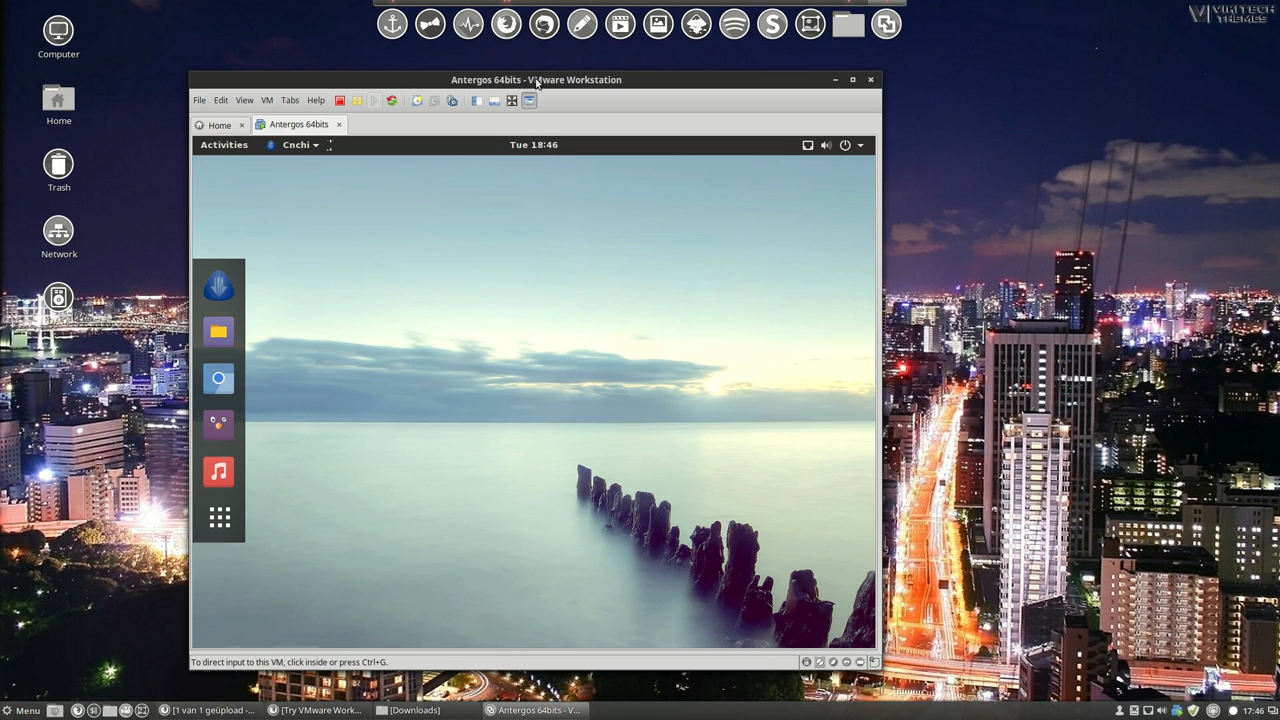 VIKITECH
THEMES
Computer
Home
Trash
Network
Antergos 64bits - VMware Workstation
File Edit View VM Tabs Help
Home
Antergos 64bits
Activities Cnchi Tue 18:46
To direct input to this VM, click inside or press Ctrl+G.
Menu [1 van 1 geüpload -... [Try VMware Work... [Downloads] Antergos 64bits - V... 17:46